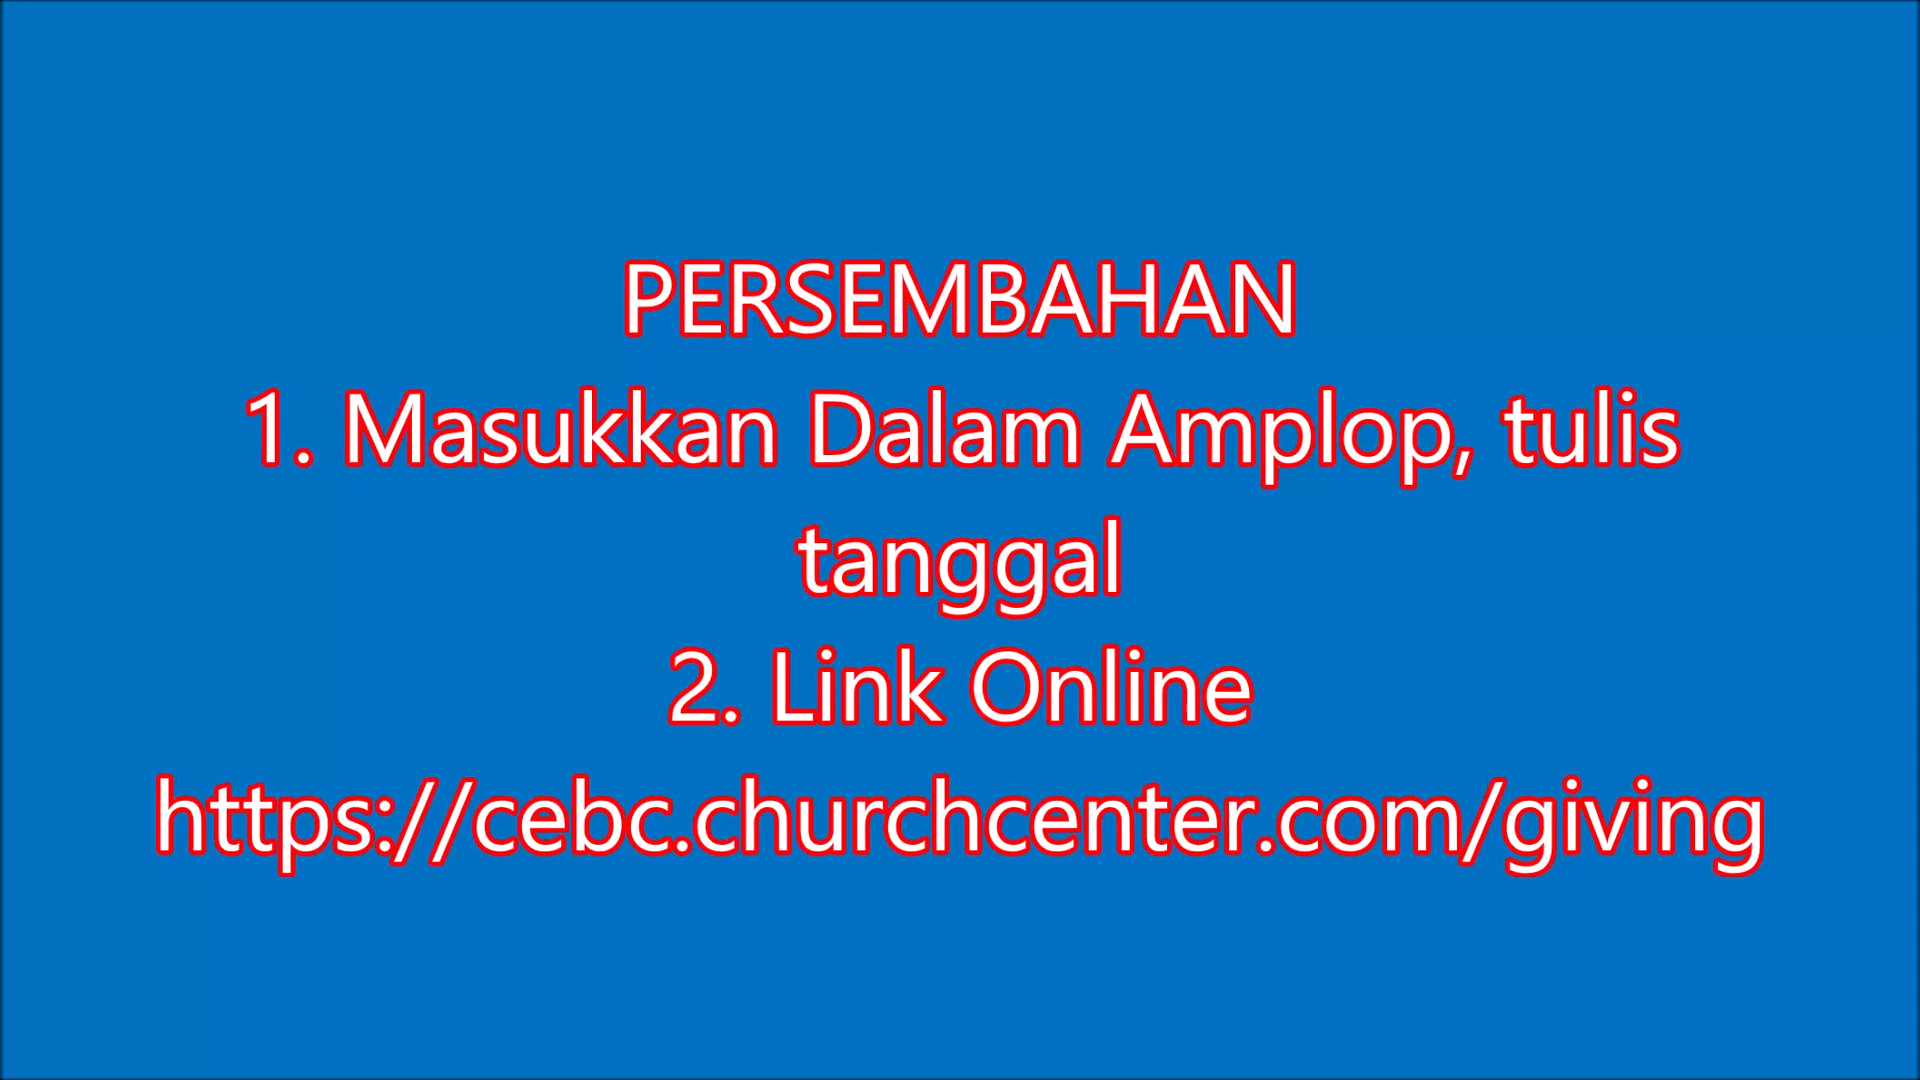 PERSEMBAHAN
1. Masukkan Dalam Amplop, tulis
tanggal
2. Link Online
https://cebc.churchcenter.com/giving